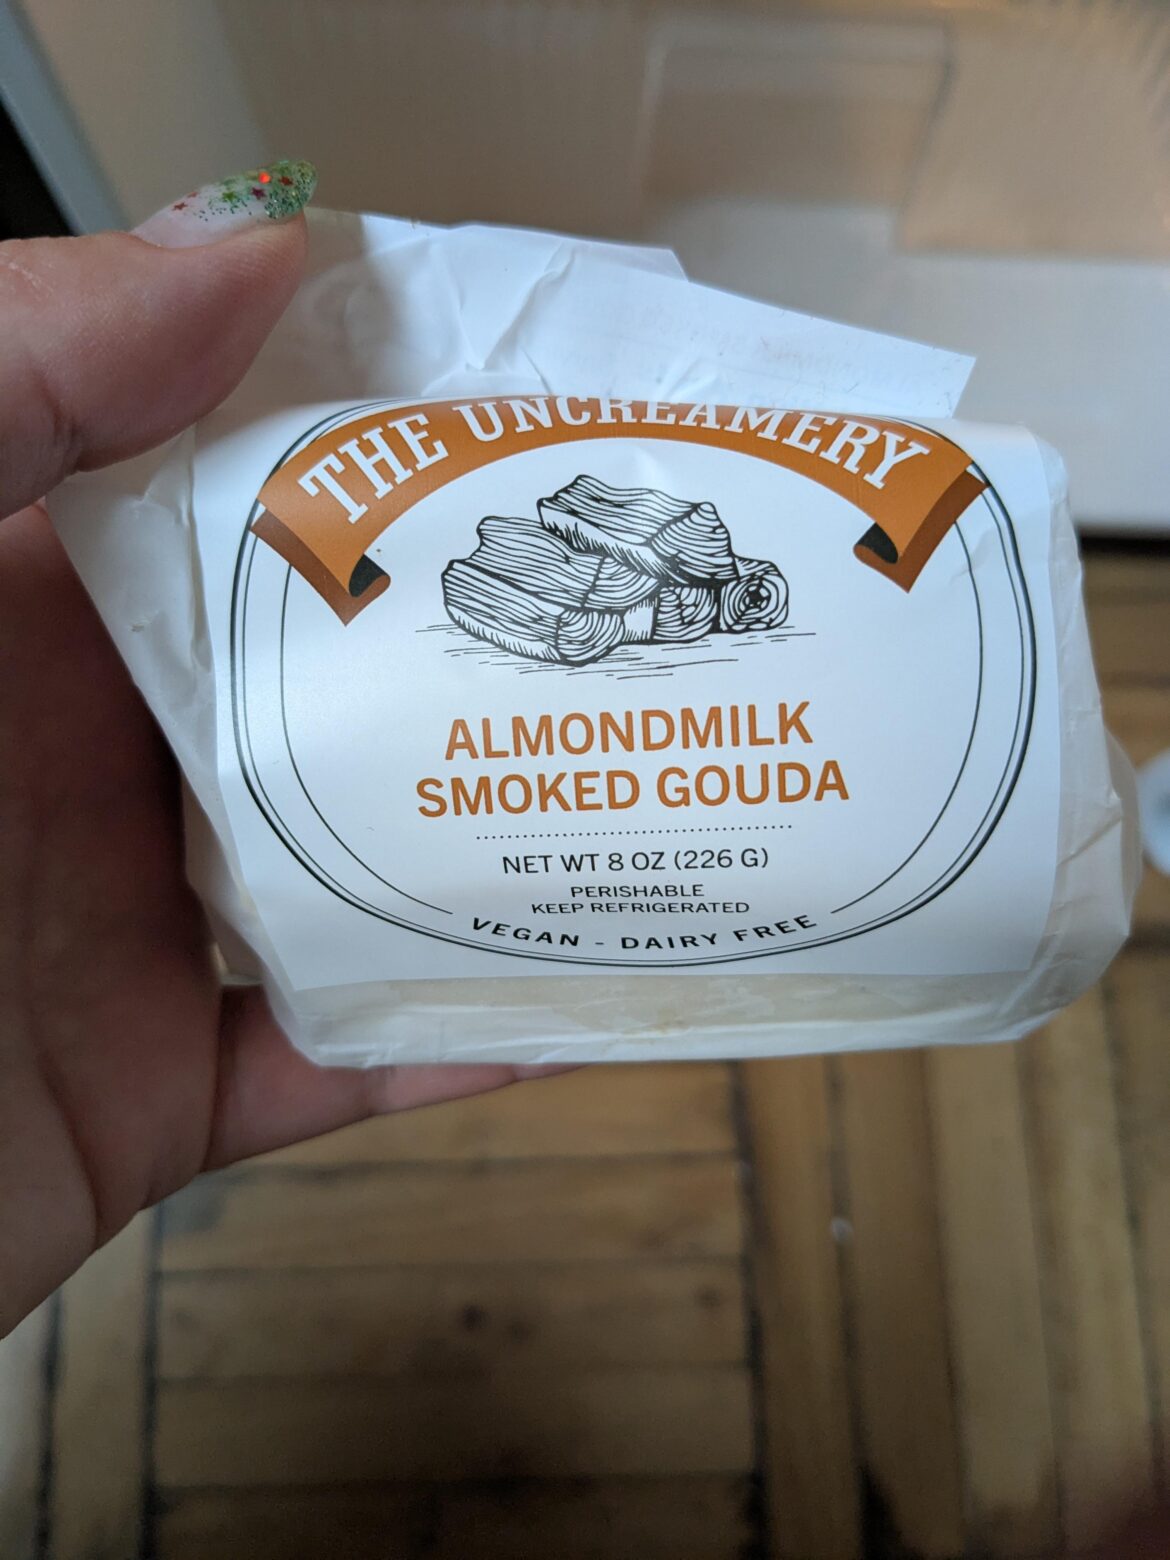 THE UNCREAMERY
ALMONDMILK
SMOKED GOUDA
NET WT 8 OZ (226 G)
PERISHABLE
KEEP REFRIGERATED
VEGAN - DAIRY FREE